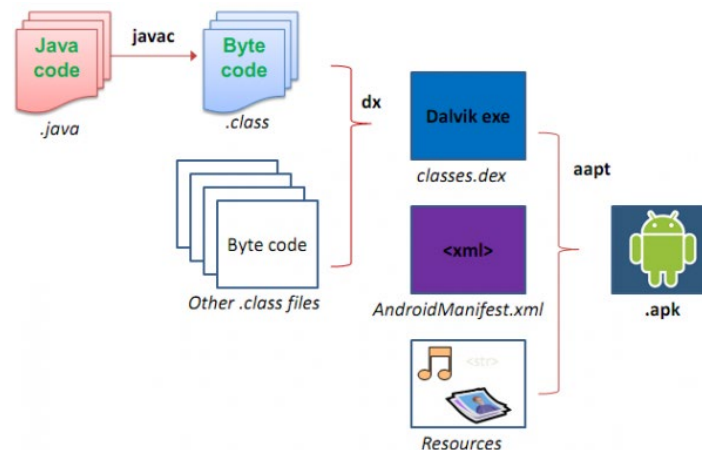 Java
code
javac
Byte
code
.java
.class
dx
Dalvik exe
classes.dex
aapt
Byte code
Other .class files
<xml>
AndroidManifest.xml
.apk
<str>
Resources